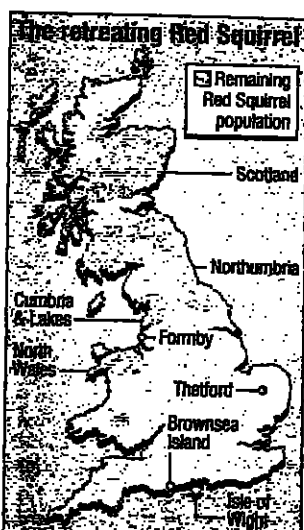 The retreating Red Squirrel
Remaining
Red Squirrel
population
Scotland
Northumbria
Cumbria
& Lakes
Formby
North
Wales
Thetford
Brownsea
Island
Isle of
Wight